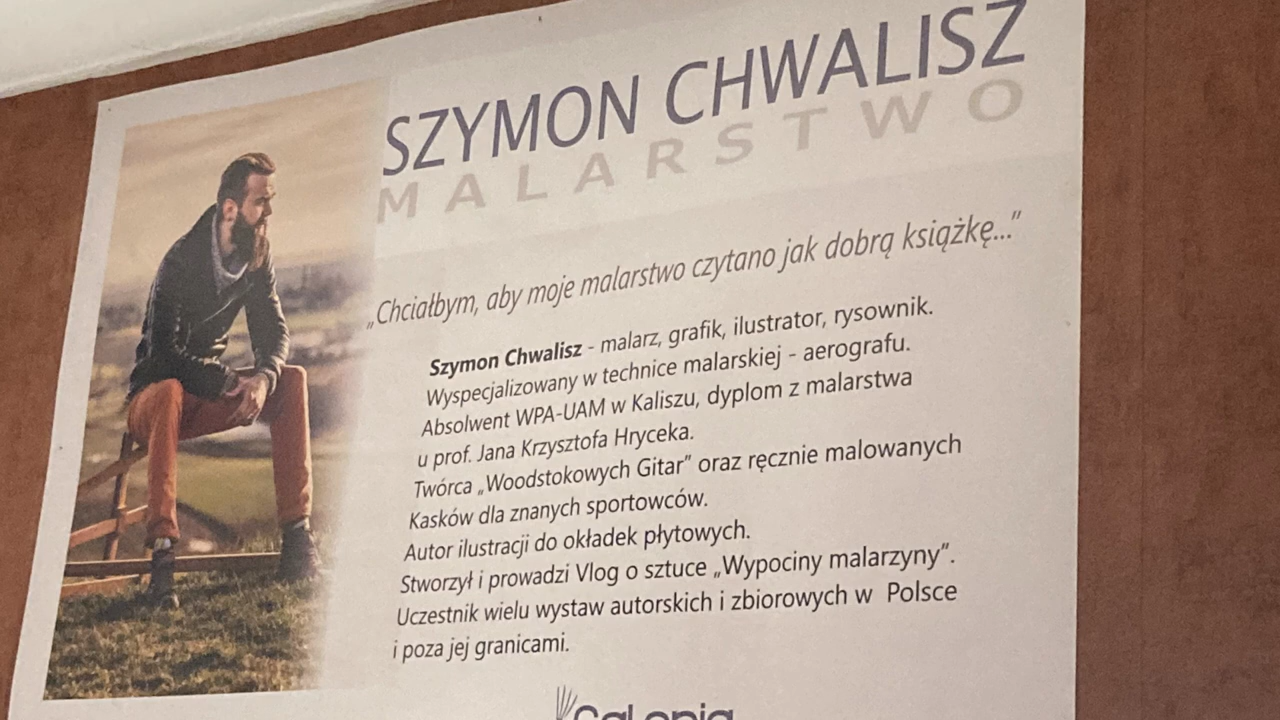 SZYMON CHWALISZ
MALARSTWO
„Chciałbym, aby moje malarstwo czytano jak dobrą książkę...”
Szymon Chwalisz - malarz, grafik, ilustrator, rysownik.
Wyspecjalizowany w technice malarskiej - aerografu.
Absolwent WPA-UAM w Kaliszu, dyplom z malarstwa
u prof. Jana Krzysztofa Hryceka.
Twórca „Woodstokowych Gitar” oraz ręcznie malowanych
Kasków dla znanych sportowców.
Autor ilustracji do okładek płytowych.
Stworzył i prowadzi Vlog o sztuce „Wypociny malarzyny”.
Uczestnik wielu wystaw autorskich i zbiorowych w Polsce
i poza jej granicami.